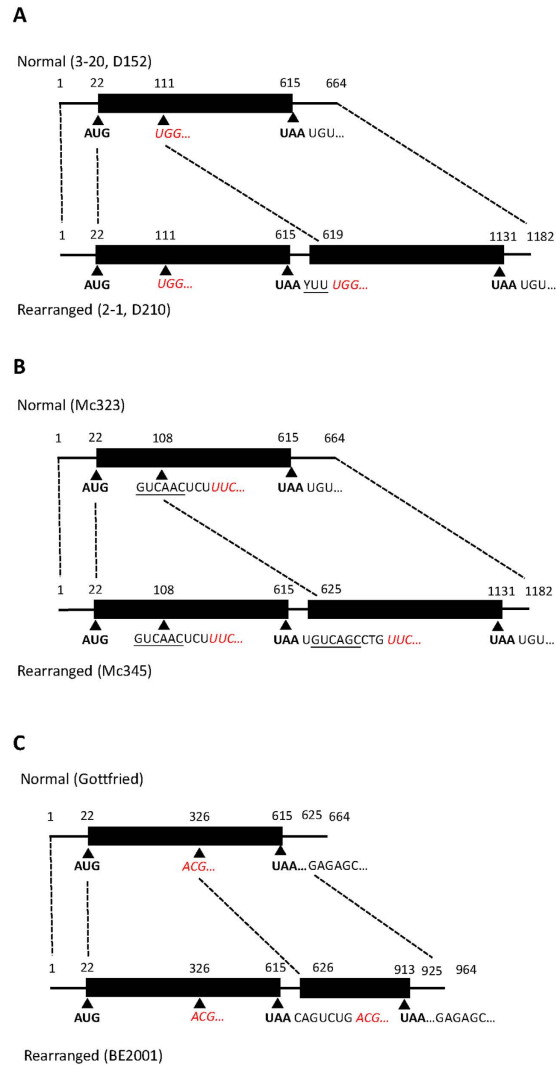 A
Normal (3-20, D152)
1 22 111 615 664
AUG UGG... UAA UGU...
1 22 111 615 619 1131 1182
AUG UGG... UAA YUU UGG... UAA UGU...
Rearranged (2-1, D210)
B
Normal (Mc323)
1 22 108 615 664
AUG GUCAACUCUUUC... UAA UGU...
1 22 108 615 625 1131 1182
AUG GUCAACUCUUUC... UAA UGUCAGCCTG UUC... UAA UGU...
Rearranged (Mc345)
C
Normal (Gottfried)
1 22 326 615 625 664
AUG ACG... UAA... GAGAGC...
1 22 326 615 626 913 925 964
AUG ACG... UAA CAGUCUG ACG... UAA...GAGAGC...
Rearranged (BE2001)